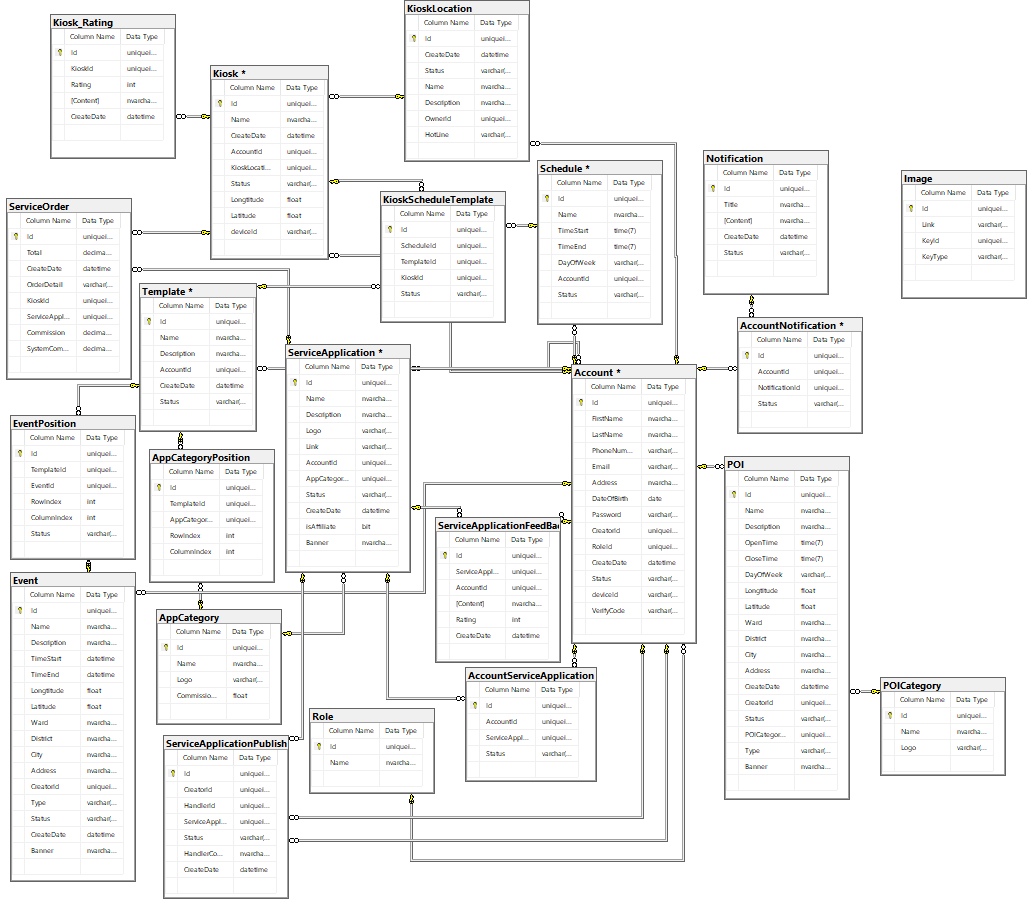 Kiosk_Rating
Column Name Data Type
Id uniquei...
KioskId uniquei...
Rating int
[Content] nvarcha...
CreateDate datetime
Kiosk *
Column Name Data Type
Id uniquei...
Name nvarcha...
CreateDate datetime
AccountId uniquei...
KioskLocati... uniquei...
Status varchar(...
Longtitude float
Latitude float
deviceId varchar(...
KioskLocation
Column Name Data Type
Id uniquei...
CreateDate datetime
Status varchar(...
Name nvarcha...
Description nvarcha...
OwnerId uniquei...
HotLine varchar(...
Schedule *
Column Name Data Type
Id uniquei...
Name nvarcha...
TimeStart time(7)
TimeEnd time(7)
DayOfWeek varchar(...
AccountId uniquei...
Status varchar(...
Notification
Column Name Data Type
Id uniquei...
Title nvarcha...
[Content] nvarcha...
CreateDate datetime
Status varchar(...
Image
Column Name Data Type
Id uniquei...
Link varchar(...
KeyId uniquei...
KeyType varchar(...
ServiceOrder
Column Name Data Type
Id uniquei...
Total decima...
CreateDate datetime
OrderDetail varchar(...
KioskId uniquei...
ServiceAppl... uniquei...
Commission decima...
SystemCom... decima...
KioskScheduleTemplate
Column Name Data Type
Id uniquei...
ScheduleId uniquei...
TemplateId uniquei...
KioskId uniquei...
Status varchar(...
Template *
Column Name Data Type
Id uniquei...
Name nvarcha...
Description nvarcha...
AccountId uniquei...
CreateDate datetime
Status varchar(...
ServiceApplication *
Column Name Data Type
Id uniquei...
Name nvarcha...
Description nvarcha...
Logo varchar(...
Link varchar(...
AccountId uniquei...
AppCategor... uniquei...
Status varchar(...
CreateDate datetime
IsAffiliate bit
Banner nvarcha...
Account *
Column Name Data Type
Id uniquei...
FirstName nvarcha...
LastName nvarcha...
PhoneNum... varchar(...
Email varchar(...
Address nvarcha...
DateOfBirth date
Password varchar(...
CreatorId uniquei...
RoleId uniquei...
CreateDate datetime
Status varchar(...
deviceId varchar(...
VerifyCode varchar(...
AccountNotification *
Column Name Data Type
Id uniquei...
AccountId uniquei...
NotificationId uniquei...
Status varchar(...
EventPosition
Column Name Data Type
Id uniquei...
TemplateId uniquei...
EventId uniquei...
RowIndex int
ColumnIndex int
Status varchar(...
AppCategoryPosition
Column Name Data Type
Id uniquei...
TemplateId uniquei...
AppCategor... uniquei...
RowIndex int
ColumnIndex int
POI
Column Name Data Type
Id uniquei...
Name nvarcha...
Description nvarcha...
OpenTime time(7)
CloseTime time(7)
DayOfWeek varchar(...
Longtitude float
Latitude float
Ward nvarcha...
District nvarcha...
City nvarcha...
Address nvarcha...
CreateDate datetime
CreatorId uniquei...
Status varchar(...
POICategor... uniquei...
Type varchar(...
Banner nvarcha...
ServiceApplicationFeedBac
Column Name Data Type
Id uniquei...
ServiceAppl... uniquei...
AccountId uniquei...
[Content] nvarcha...
Rating int
CreateDate datetime
Event
Column Name Data Type
Id uniquei...
Name nvarcha...
Description nvarcha...
TimeStart datetime
TimeEnd datetime
Longtitude float
Latitude float
Ward nvarcha...
District nvarcha...
City nvarcha...
Address nvarcha...
CreatorId uniquei...
Type varchar(...
Status varchar(...
CreateDate datetime
Banner nvarcha...
AppCategory
Column Name Data Type
Id uniquei...
Name nvarcha...
Logo varchar(...
Commissio... float
AccountServiceApplication
Column Name Data Type
Id uniquei...
AccountId uniquei...
ServiceAppl... uniquei...
Status varchar(...
POICategory
Column Name Data Type
Id uniquei...
Name nvarcha...
Logo varchar(...
Role
Column Name Data Type
Id uniquei...
Name nvarcha...
ServiceApplicationPublish
Column Name Data Type
Id uniquei...
CreatorId uniquei...
HandlerId uniquei...
ServiceAppl... uniquei...
Status varchar(...
HandlerCo... nvarcha...
CreateDate datetime